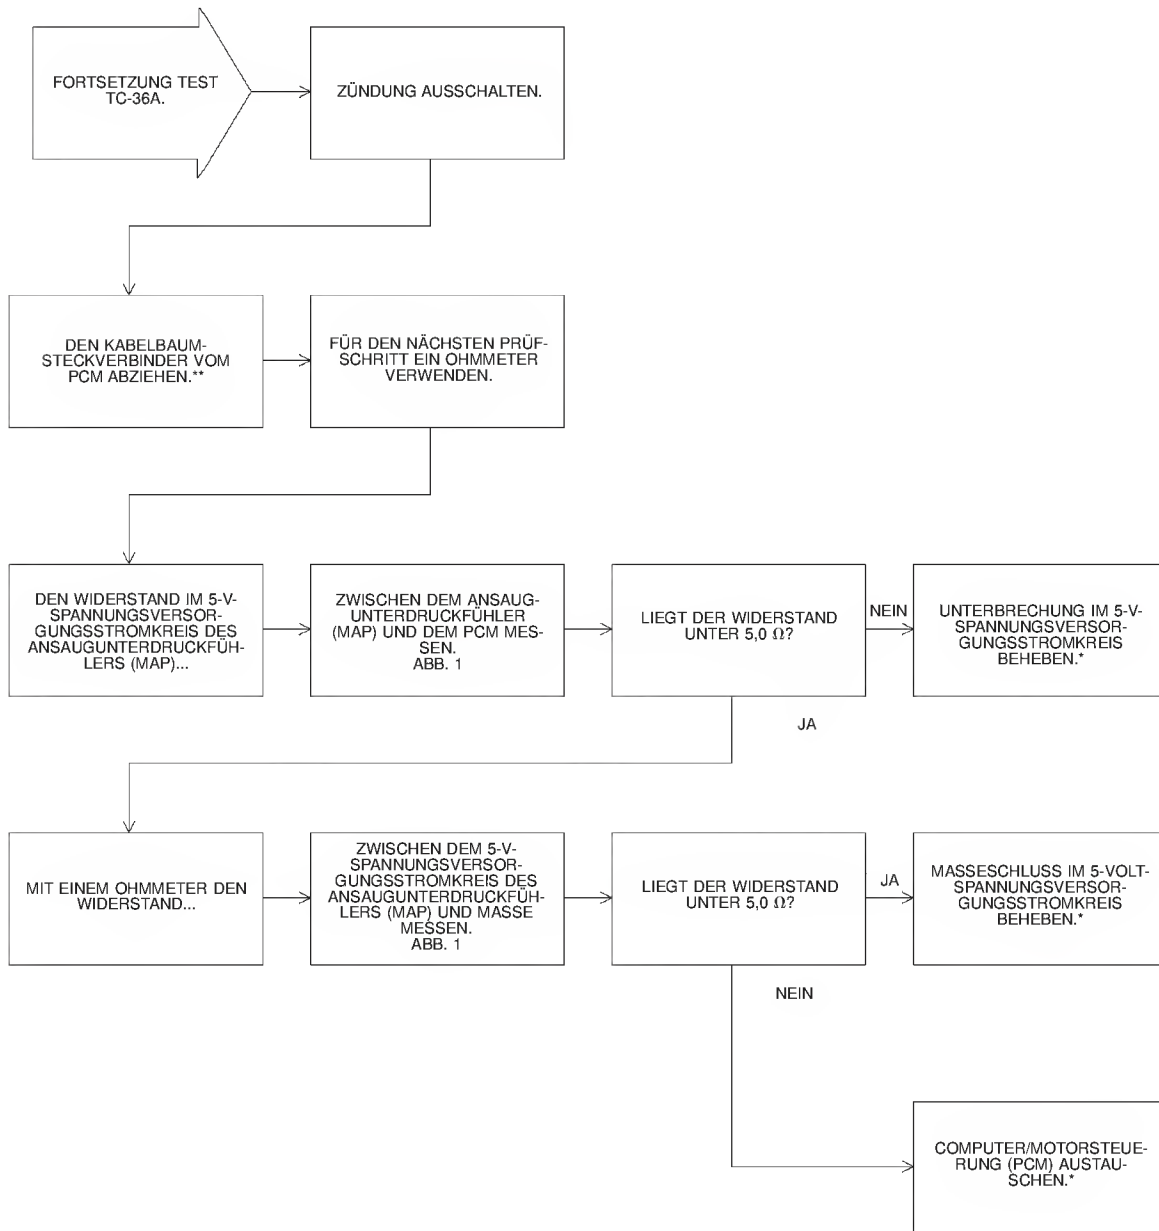 FORTSETZUNG TEST
TC-36A.
ZÜNDUNG AUSSCHALTEN.
DEN KABELBAUM-
STECKVERBINDER VOM
PCM ABZIEHEN.**
FÜR DEN NÄCHSTEN PRÜF-
SCHRITT EIN OHMMETER
VERWENDEN.
DEN WIDERSTAND IM 5-V-
SPANNUNGSVERSOR-
GUNGSSTROMKREIS DES
ANSAUGUNTERDRUCKFÜH-
LERS (MAP)...
ZWISCHEN DEM ANSAUG-
UNTERDRUCKFÜHLER
(MAP) UND DEM PCM MES-
SEN.
ABB. 1
LIEGT DER WIDERSTAND
UNTER 5,0 Ω?
NEIN
UNTERBRECHUNG IM 5-V-
SPANNUNGSVERSOR-
GUNGSSTROMKREIS
BEHEBEN.*
JA
MIT EINEM OHMMETER DEN
WIDERSTAND...
ZWISCHEN DEM 5-V-
SPANNUNGSVERSOR-
GUNGSSTROMKREIS DES
ANSAUGUNTERDRUCKFÜH-
LERS (MAP) UND MASSE
MESSEN.
ABB. 1
LIEGT DER WIDERSTAND
UNTER 5,0 Ω?
JA
MASSESCHLUSS IM 5-VOLT-
SPANNUNGSVERSOR-
GUNGSSTROMKREIS
BEHEBEN.*
NEIN
COMPUTER/MOTORSTEUE-
RUNG (PCM) AUSTAU-
SCHEN.*